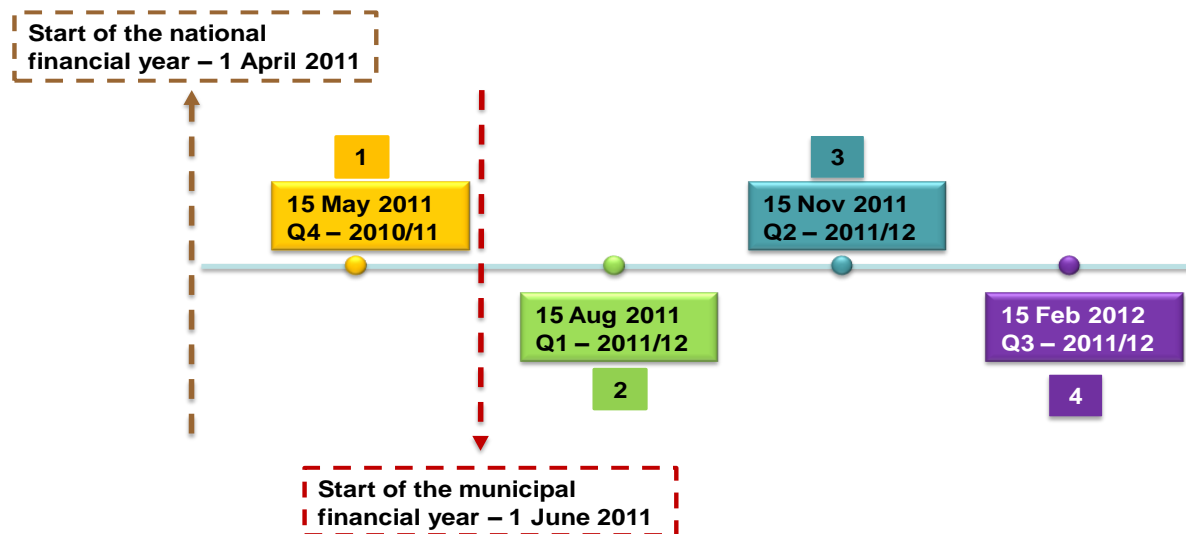 Start of the national
financial year – 1 April 2011
1
15 May 2011
Q4 – 2010/11
3
15 Nov 2011
Q2 – 2011/12
15 Aug 2011
Q1 – 2011/12
2
15 Feb 2012
Q3 – 2011/12
4
Start of the municipal
financial year – 1 June 2011